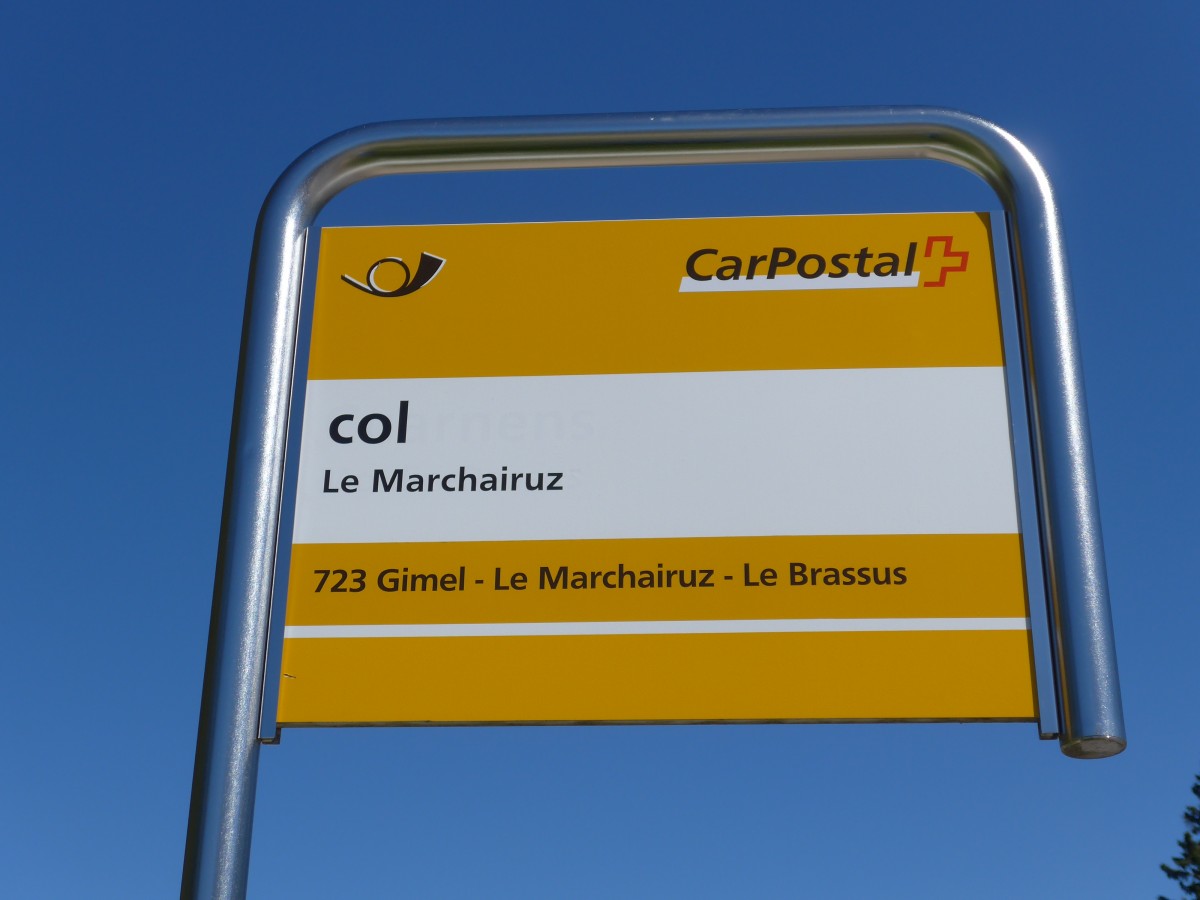 CarPostal
col
Le Marchairuz
723 Gimel - Le Marchairuz - Le Brassus